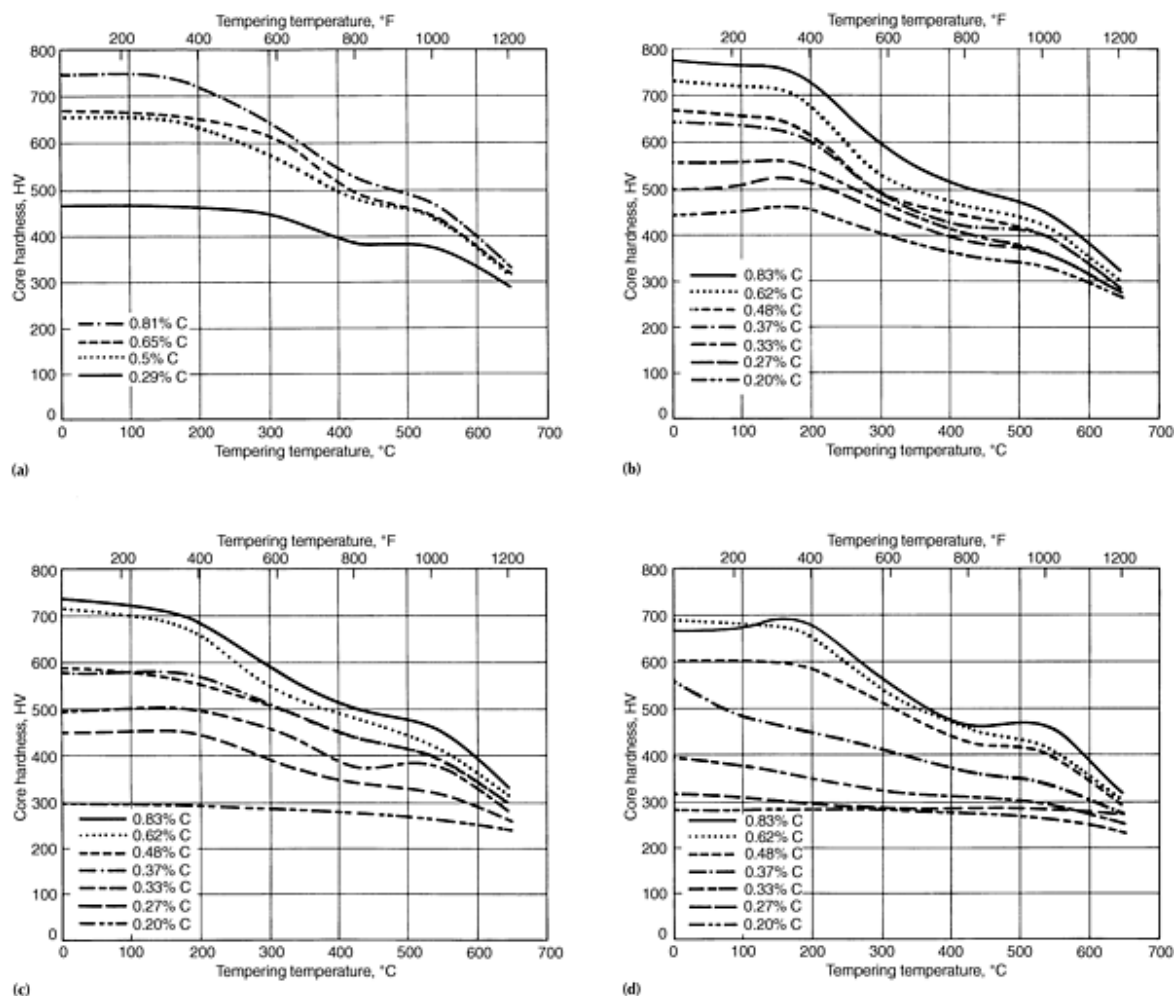 Tempering temperature, °F
200 400 600 800 1000 1200
800
700
600
500
400
300
200
100
0
Core hardness, HV
0.81% C
0.65% C
0.5% C
0.29% C
0 100 200 300 400 500 600 700
Tempering temperature, °C
(a)
Tempering temperature, °F
200 400 600 800 1000 1200
800
700
600
500
400
300
200
100
0
Core hardness, HV
0.83% C
0.62% C
0.48% C
0.37% C
0.33% C
0.27% C
0.20% C
0 100 200 300 400 500 600 700
Tempering temperature, °C
(b)
Tempering temperature, °F
200 400 600 800 1000 1200
800
700
600
500
400
300
200
100
0
Core hardness, HV
0.83% C
0.62% C
0.48% C
0.37% C
0.33% C
0.27% C
0.20% C
0 100 200 300 400 500 600 700
Tempering temperature, °C
(c)
Tempering temperature, °F
200 400 600 800 1000 1200
800
700
600
500
400
300
200
100
0
Core hardness, HV
0.83% C
0.62% C
0.48% C
0.37% C
0.33% C
0.27% C
0.20% C
0 100 200 300 400 500 600 700
Tempering temperature, °C
(d)